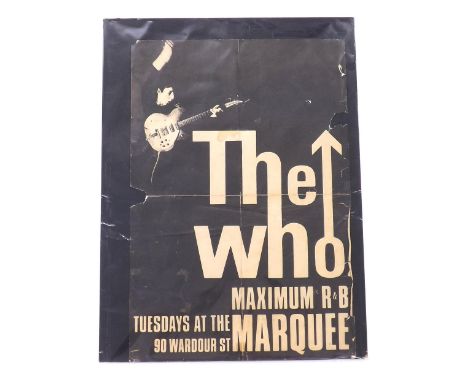 The
who
MAXIMUM R&B
TUESDAYS AT THE
90 WARDOUR ST
MARQUEE